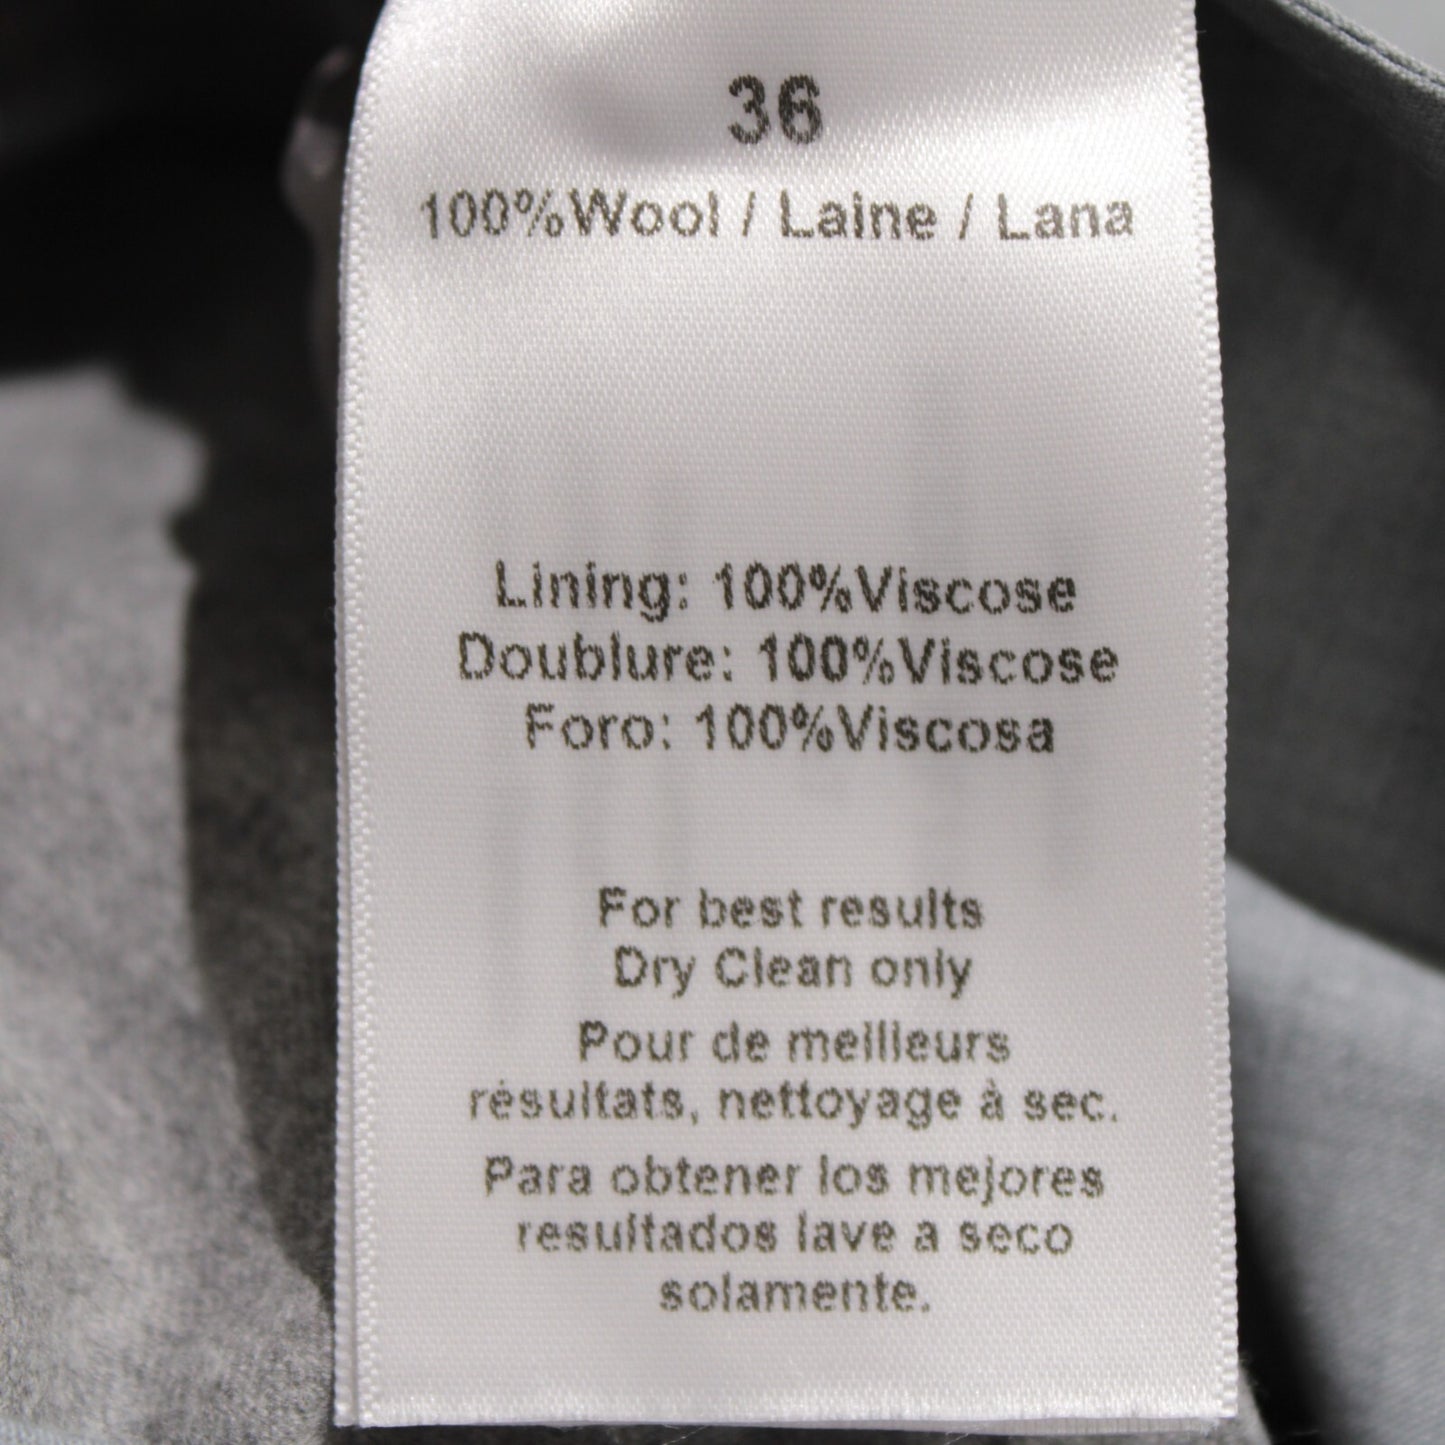 36
100%Wool / Laine / Lana
Lining: 100%Viscose
Doublure: 100%Viscose
Foro: 100%Viscosa
For best results
Dry Clean only
Pour de meilleurs
résultats, nettoyage à sec.
Para obtener los mejores
resultados lave a seco
solamente.